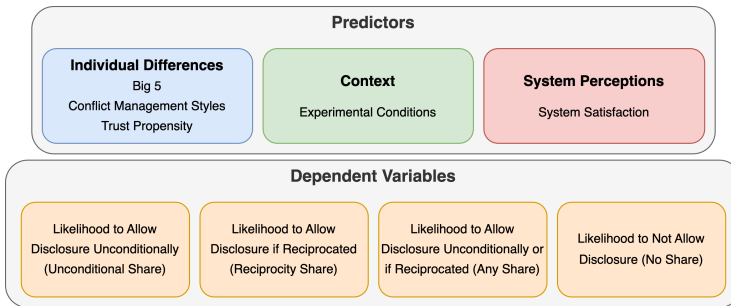 Predictors
Individual Differences
Big 5
Conflict Management Styles
Trust Propensity
Context
Experimental Conditions
System Perceptions
System Satisfaction
Dependent Variables
Likelihood to Allow
Disclosure Unconditionally
(Unconditional Share)
Likelihood to Allow
Disclosure if Reciprocated
(Reciprocity Share)
Likelihood to Allow
Disclosure Unconditionally or
if Reciprocated (Any Share)
Likelihood to Not Allow
Disclosure (No Share)